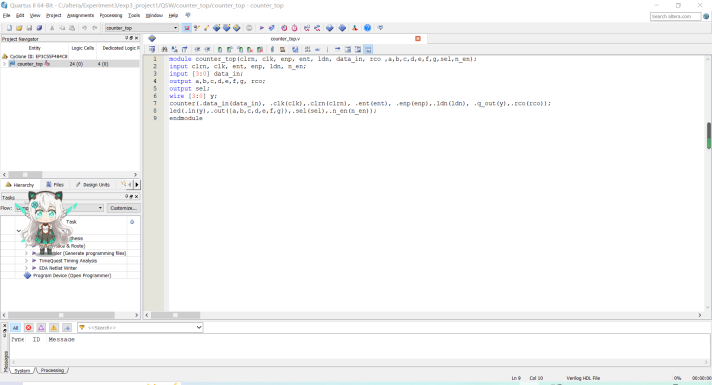 Quartus II 64-Bit - C:/altera/Experiment3/exp3_project1/QSW/counter_top/counter_top - counter_top
File Edit View Project Assignments Processing Tools Window Help
Search altera.com
counter_top
Project Navigator
Entity Logic Cells Dedicated Logic R
Cyclone III: EP3C55F484C8
counter_top 24 (0) 4 (0)
Hierarchy Files Design Units
Tasks
Flow: Customize...
Task
(Generate programming files)
TimeQuest Timing Analysis
EDA Netlist Writer
Program Device (Open Programmer)
counter_top.v
1 module counter_top(clrn, clk, enp, ent, ldn, data_in, rco ,a,b,c,d,e,f,g,sel,n_en);
2 input clrn, clk, ent, enp, ldn, n_en;
3 input [3:0] data_in;
4 output a,b,c,d,e,f,g, rco;
5 output sel;
6 wire [3:0] y;
7 counter(.data_in(data_in), .clk(clk),.clrn(clrn), .ent(ent), .enp(enp),.ldn(ldn), .q_out(y),.rco(rco));
8 led(.in(y),.out({a,b,c,d,e,f,g}),.sel(sel),.n_en(n_en));
9 endmodule
All <<Search>>
Type ID Message
Messages
System Processing
Ln 9 Col 10 Verilog HDL File 0% 00:00:00